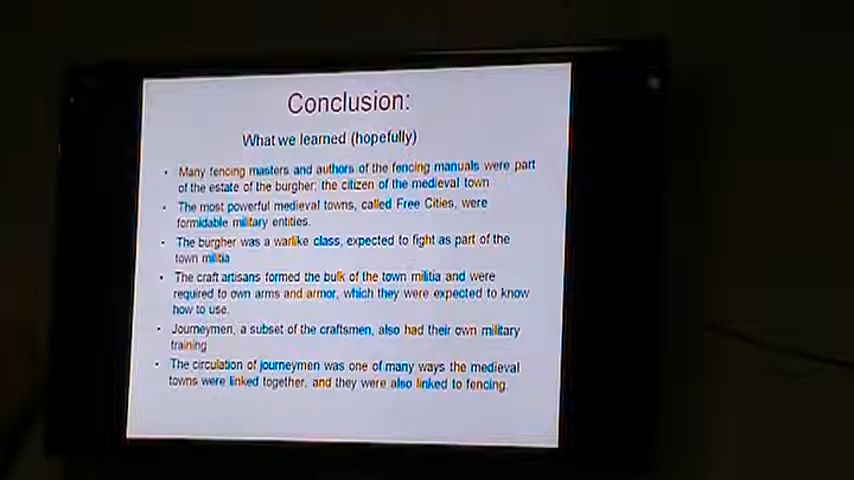 Conclusion:
What we learned (hopefully)
• Many fencing masters and authors of the fencing manuals were part
of the estate of the burgher; the citizen of the medieval town
• The most powerful medieval towns, called Free Cities, were
formidable military entities.
• The burgher was a warlike class, expected to fight as part of the
town militia
• The craft artisans formed the bulk of the town militia and were
required to own arms and armor, which they were expected to know
how to use.
• Journeymen, a subset of the craftsmen, also had their own military
training
• The circulation of journeymen was one of many ways the medieval
towns were linked together, and they were also linked to fencing.